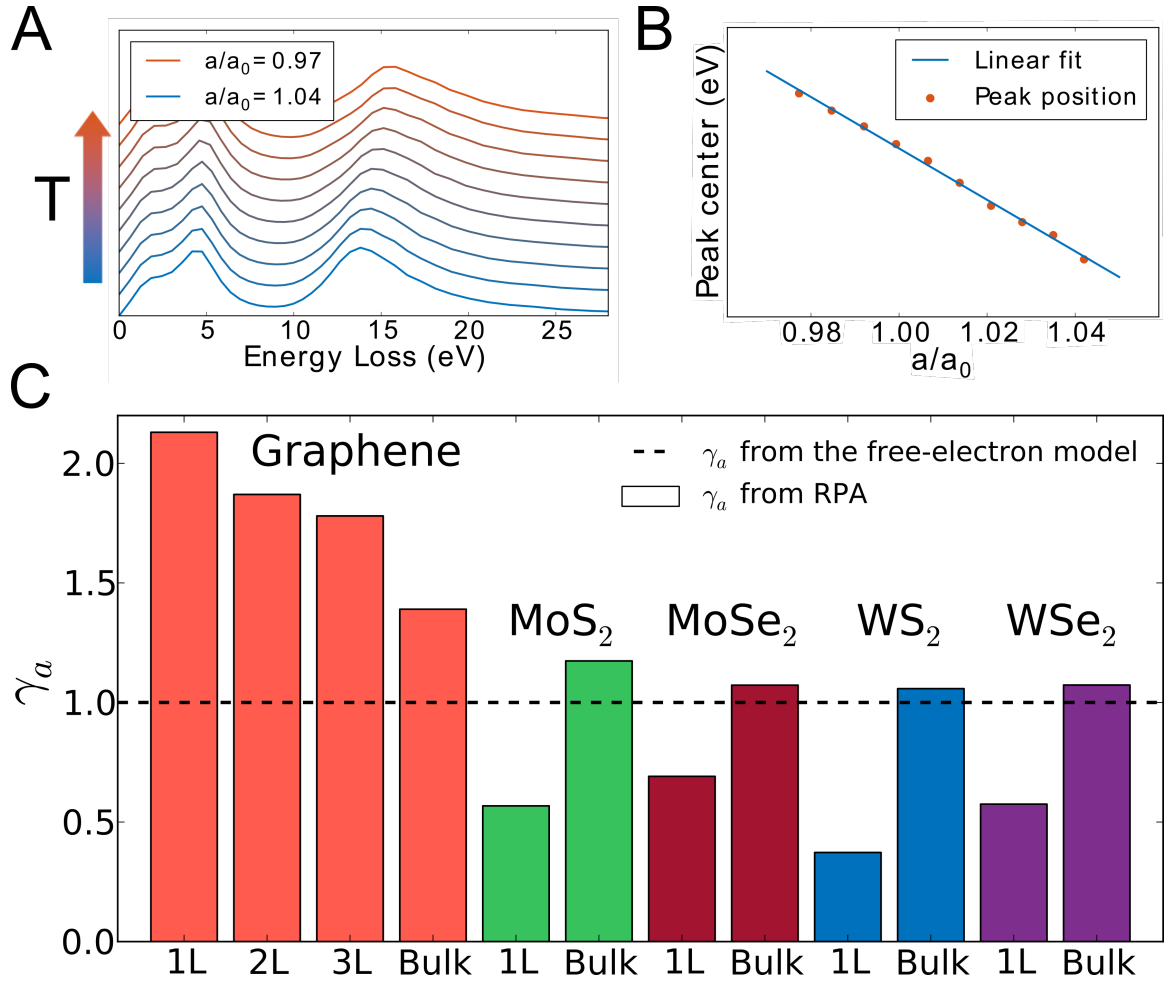 A
a/a0 = 0.97
a/a0 = 1.04
T
0 5 10 15 20 25
Energy Loss (eV)
B
Linear fit
Peak position
Peak center (eV)
0.98 1.00 1.02 1.04
a/a0
C
Graphene
γa from the free-electron model
γa from RPA
MoS2 MoSe2 WS2 WSe2
γa
2.0
1.5
1.0
0.5
0.0
1L 2L 3L Bulk 1L Bulk 1L Bulk 1L Bulk 1L Bulk